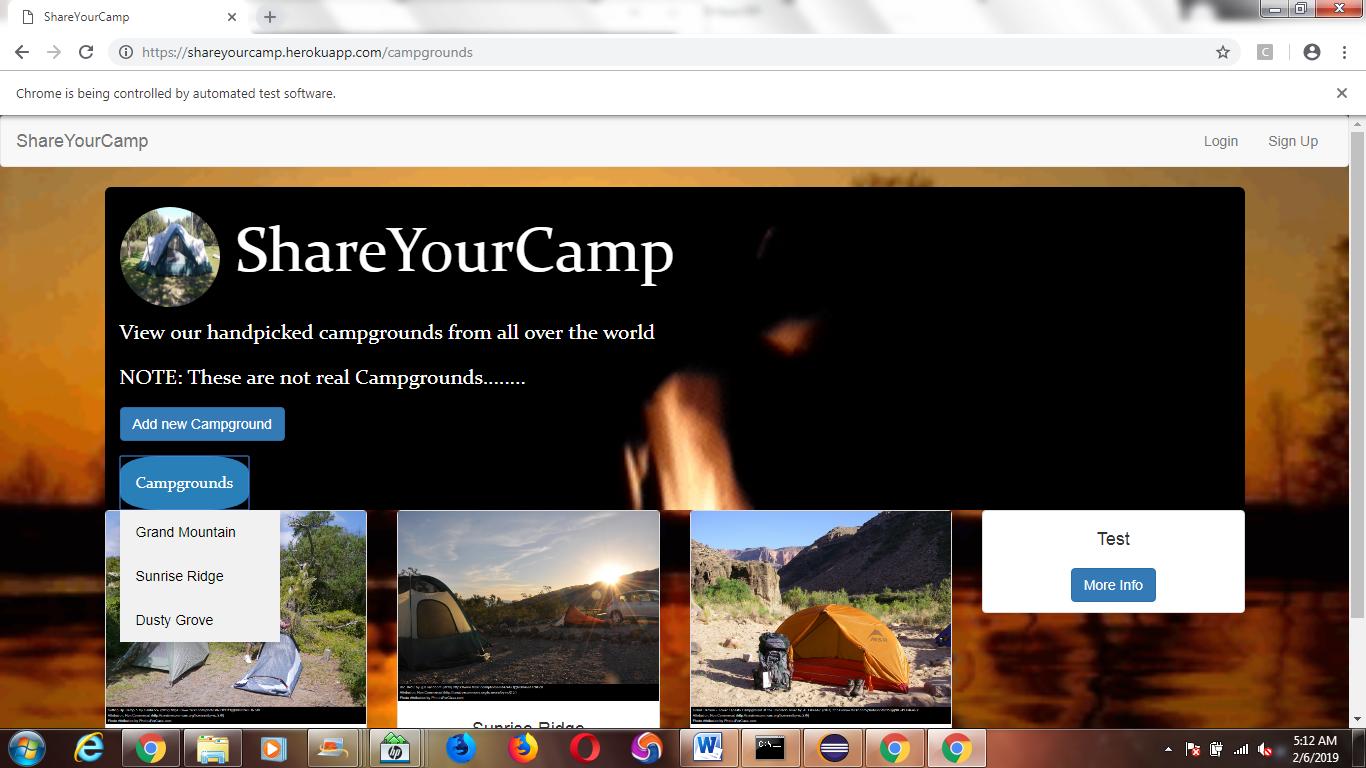 ShareYourCamp
https://shareyourcamp.herokuapp.com/campgrounds
C
Chrome is being controlled by automated test software.
ShareYourCamp
Login
Sign Up
ShareYourCamp
View our handpicked campgrounds from all over the world
NOTE: These are not real Campgrounds........
Add new Campground
Campgrounds
Grand Mountain
Sunrise Ridge
Dusty Grove
Test
More Info
Sunrise Ridge
hp
W
C:\
5:12 AM
2/6/2019